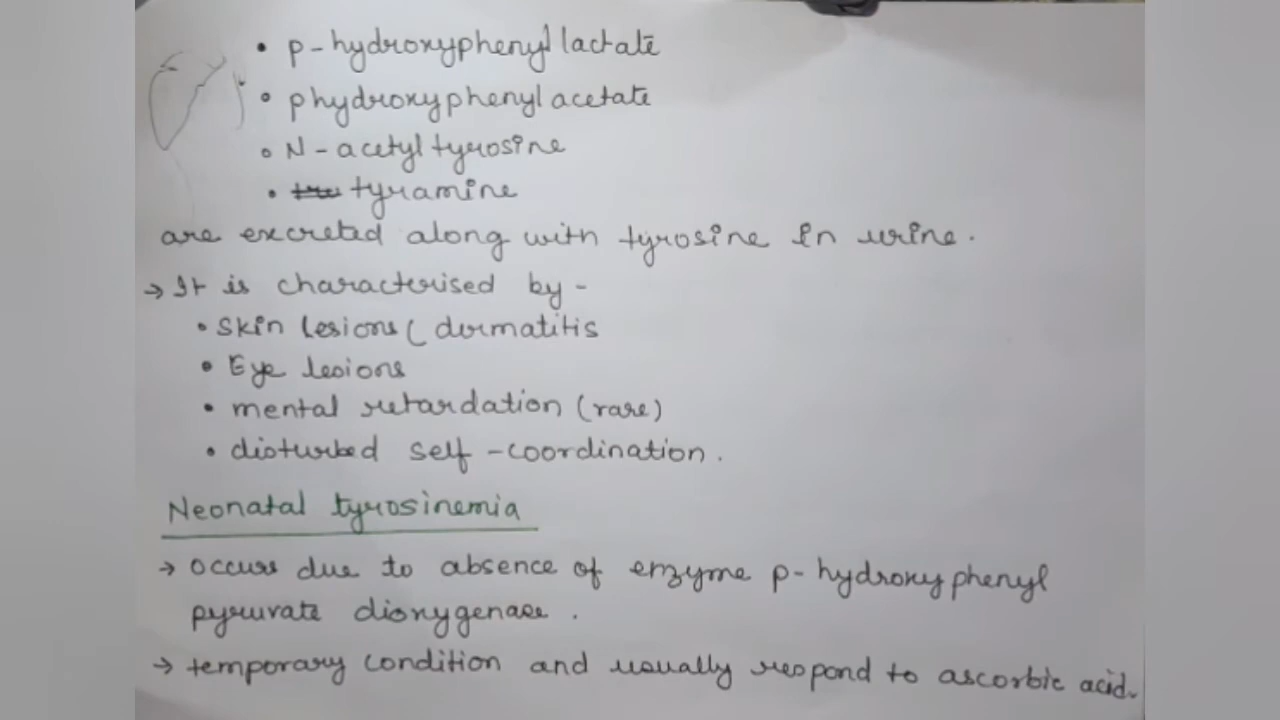 • p-hydroxyphenyl lactate
• phydroxyphenyl acetate
• N-acetyl tyrosine
• tyramine
are excreted along with tyrosine in urine.
→ It is characterised by -
• Skin lesions ( dermatitis
• Eye lesions
• mental retardation (rare)
• disturbed self-coordination.
Neonatal tyrosinemia
→ occurs due to absence of enzyme p-hydroxyphenyl
pyruvate dioxygenase.
→ temporary condition and usually respond to ascorbic acid.